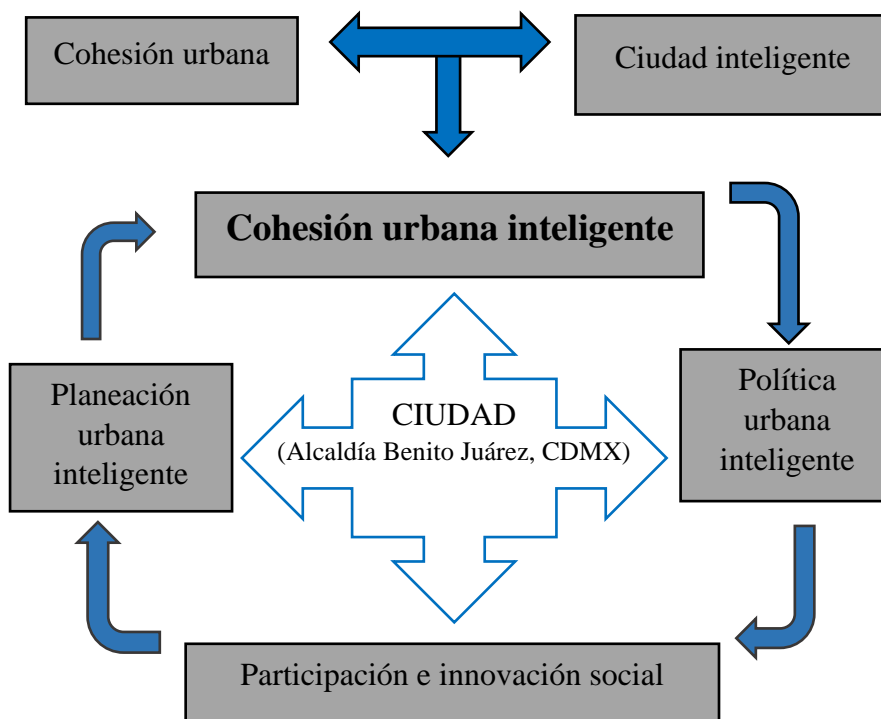 Cohesión urbana
Ciudad inteligente
Cohesión urbana inteligente
Planeación
urbana
inteligente
CIUDAD
(Alcaldía Benito Juárez, CDMX)
Política
urbana
inteligente
Participación e innovación social